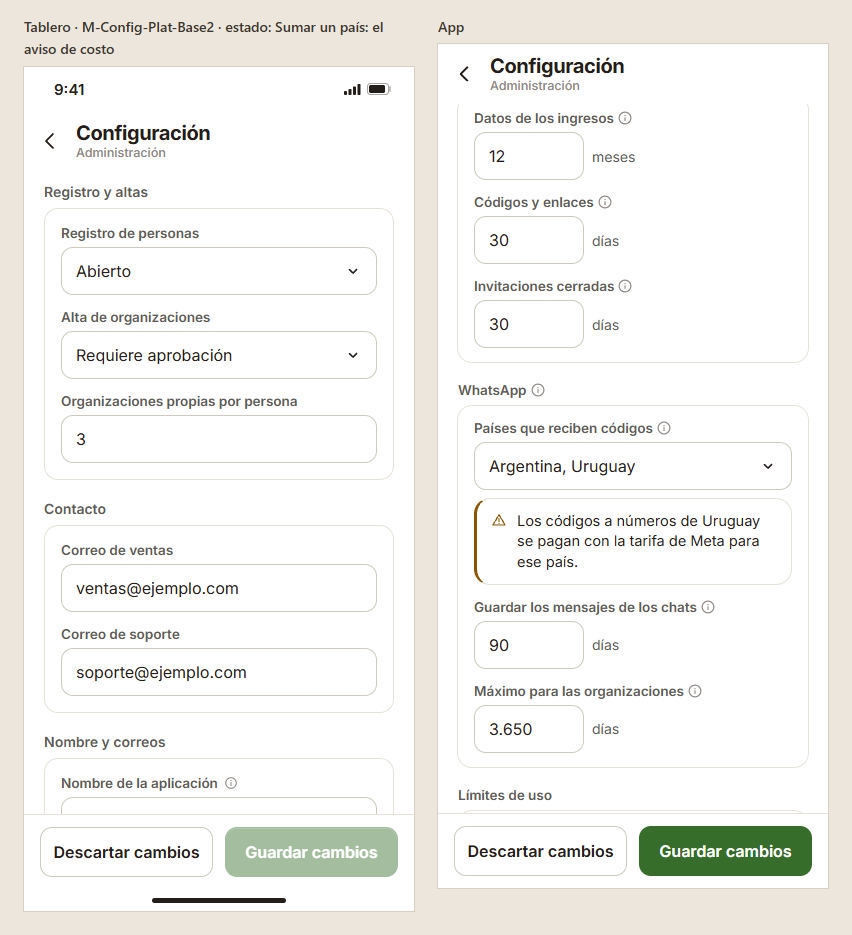 Tablero · M-Config-Plat-Base2 · estado: Sumar un país: el
aviso de costo
9:41
Configuración
Administración
Registro y altas
Registro de personas
Abierto
Alta de organizaciones
Requiere aprobación
Organizaciones propias por persona
3
Contacto
Correo de ventas
ventas@ejemplo.com
Correo de soporte
soporte@ejemplo.com
Nombre y correos
Nombre de la aplicación
Descartar cambios
Guardar cambios
App
Configuración
Administración
Datos de los ingresos
12
meses
Códigos y enlaces
30
días
Invitaciones cerradas
30
días
WhatsApp
Países que reciben códigos
Argentina, Uruguay
Los códigos a números de Uruguay
se pagan con la tarifa de Meta para
ese país.
Guardar los mensajes de los chats
90
días
Máximo para las organizaciones
3.650
días
Límites de uso
Descartar cambios
Guardar cambios